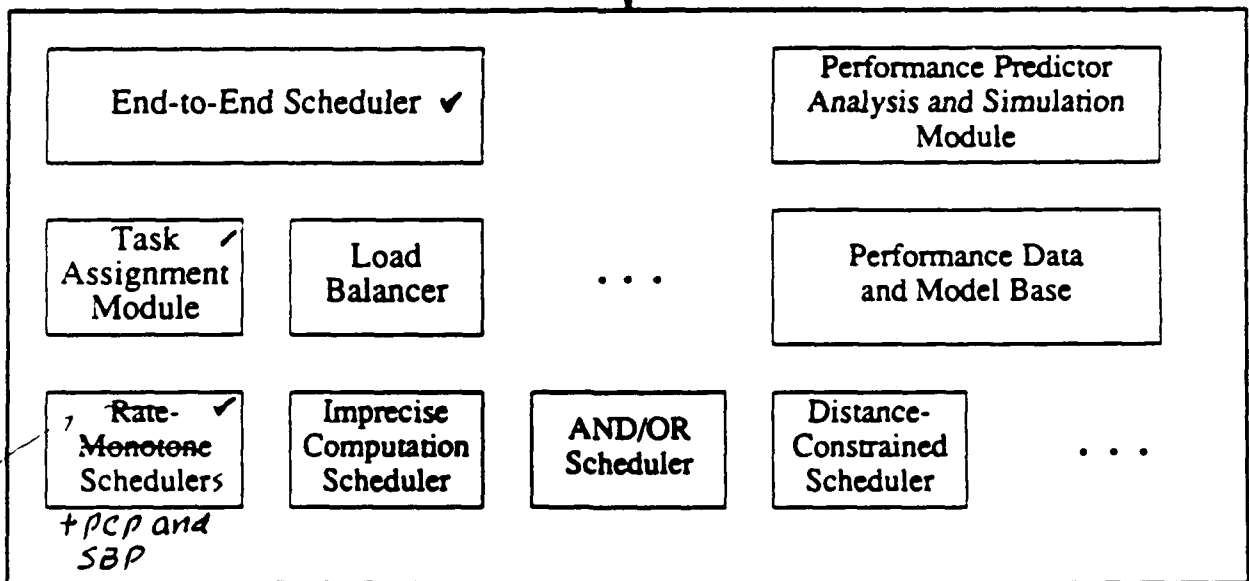 End-to-End Scheduler ✔
Performance Predictor
Analysis and Simulation
Module
Task
Assignment
Module
Load
Balancer
. . .
Performance Data
and Model Base
Rate-
Monotone
Schedulers
+ PCP and
SBP
Imprecise
Computation
Scheduler
AND/OR
Scheduler
Distance-
Constrained
Scheduler
. . .